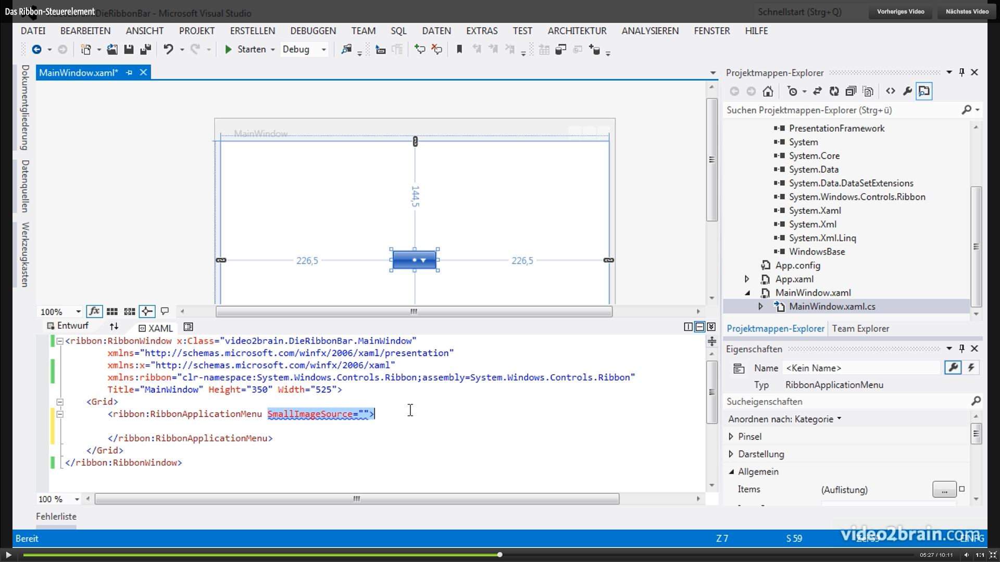 Das Ribbon-Steuerelement
.DieRibbonBar - Microsoft Visual Studio
Schnellstart (Strg+Q)
Vorheriges Video
Nächstes Video
DATEI BEARBEITEN ANSICHT PROJEKT ERSTELLEN DEBUGGEN TEAM SQL DATEN EXTRAS TEST ARCHITEKTUR ANALYSIEREN FENSTER HILFE
Starten Debug
Dokumentgliederung
Datenquellen
Werkzeugkasten
MainWindow.xaml*
MainWindow
144,5
226,5
226,5
100%
Entwurf
XAML
<ribbon:RibbonWindow x:Class="video2brain.DieRibbonBar.MainWindow"
xmlns="http://schemas.microsoft.com/winfx/2006/xaml/presentation"
xmlns:x="http://schemas.microsoft.com/winfx/2006/xaml"
xmlns:ribbon="clr-namespace:System.Windows.Controls.Ribbon;assembly=System.Windows.Controls.Ribbon"
Title="MainWindow" Height="350" Width="525">
<Grid>
<ribbon:RibbonApplicationMenu SmallImageSource="">
</ribbon:RibbonApplicationMenu>
</Grid>
</ribbon:RibbonWindow>
100 %
Fehlerliste
Projektmappen-Explorer
Suchen Projektmappen-Explorer (Strg+ü)
PresentationFramework
System
System.Core
System.Data
System.Data.DataSetExtensions
System.Windows.Controls.Ribbon
System.Xaml
System.Xml
System.Xml.Linq
WindowsBase
App.config
App.xaml
MainWindow.xaml
MainWindow.xaml.cs
Projektmappen-Explorer
Team Explorer
Eigenschaften
Name <Kein Name>
Typ RibbonApplicationMenu
Sucheigenschaften
Anordnen nach: Kategorie
Pinsel
Darstellung
Allgemein
Items (Auflistung) ...
Bereit
Z 7
S 59
video2brain.com
05:27 / 10:11
1:1